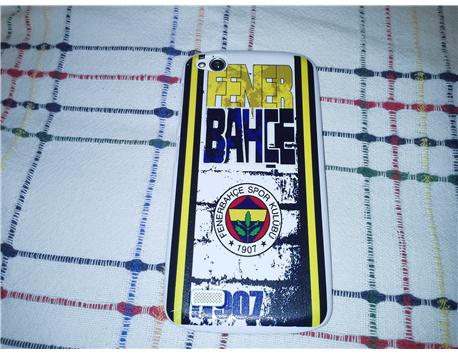 FENER
BAHÇE
FENERBAHÇE SPOR KULÜBÜ
1907
1907